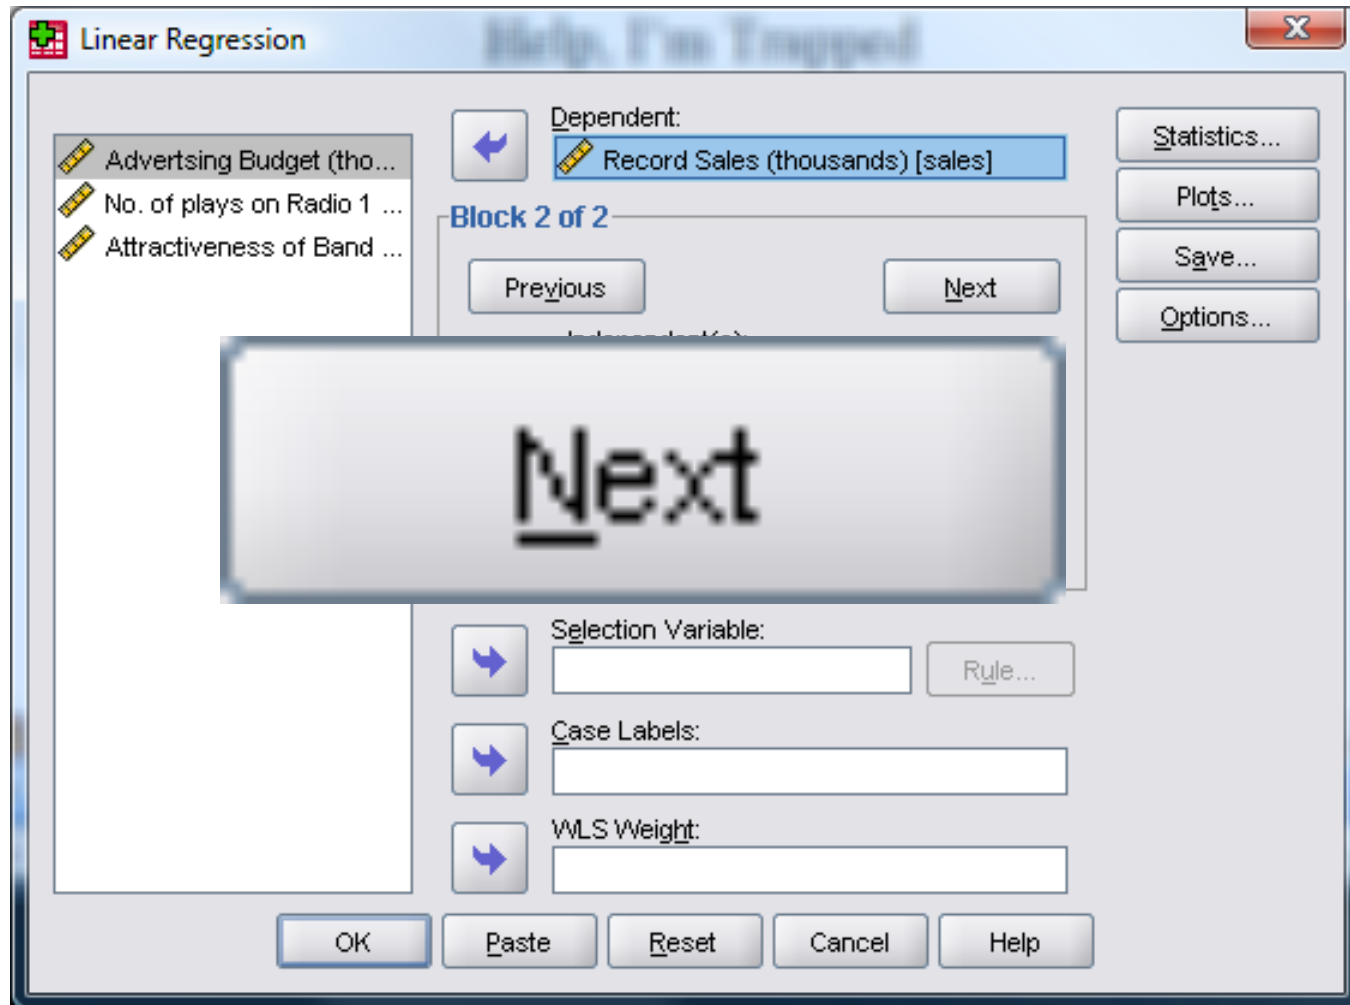 Linear Regression
Help, I'm Trapped
Dependent:
Record Sales (thousands) [sales]
Statistics...
Advertsing Budget (tho...
No. of plays on Radio 1 ...
Attractiveness of Band ...
Plots...
Block 2 of 2
Save...
Previous
Next
Options...
Next
Selection Variable:
Rule...
Case Labels:
WLS Weight:
OK
Paste
Reset
Cancel
Help